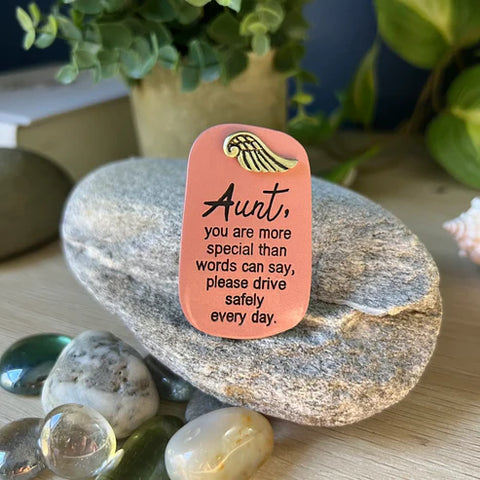 Aunt,
you are more
special than
words can say,
please drive
safely
every day.